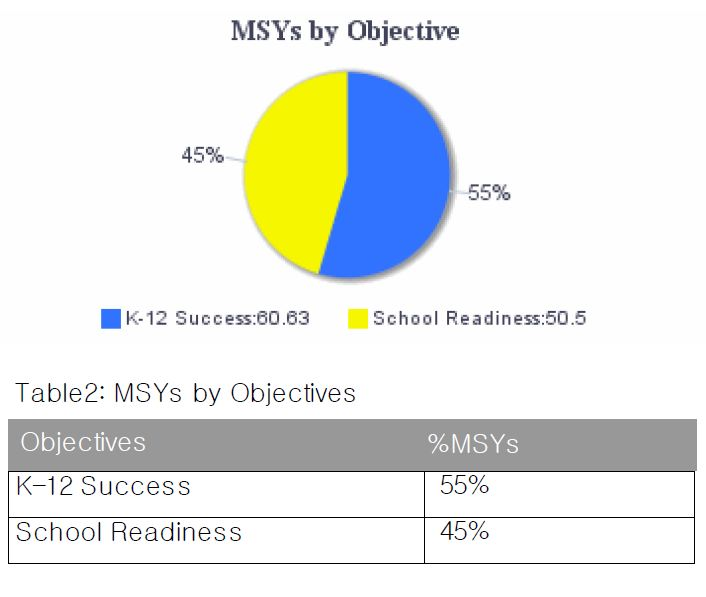 MSYs by Objective
45%
55%
K-12 Success:60.63 School Readiness:50.5
Table2: MSYs by Objectives
Objectives %MSYs
K-12 Success 55%
School Readiness 45%